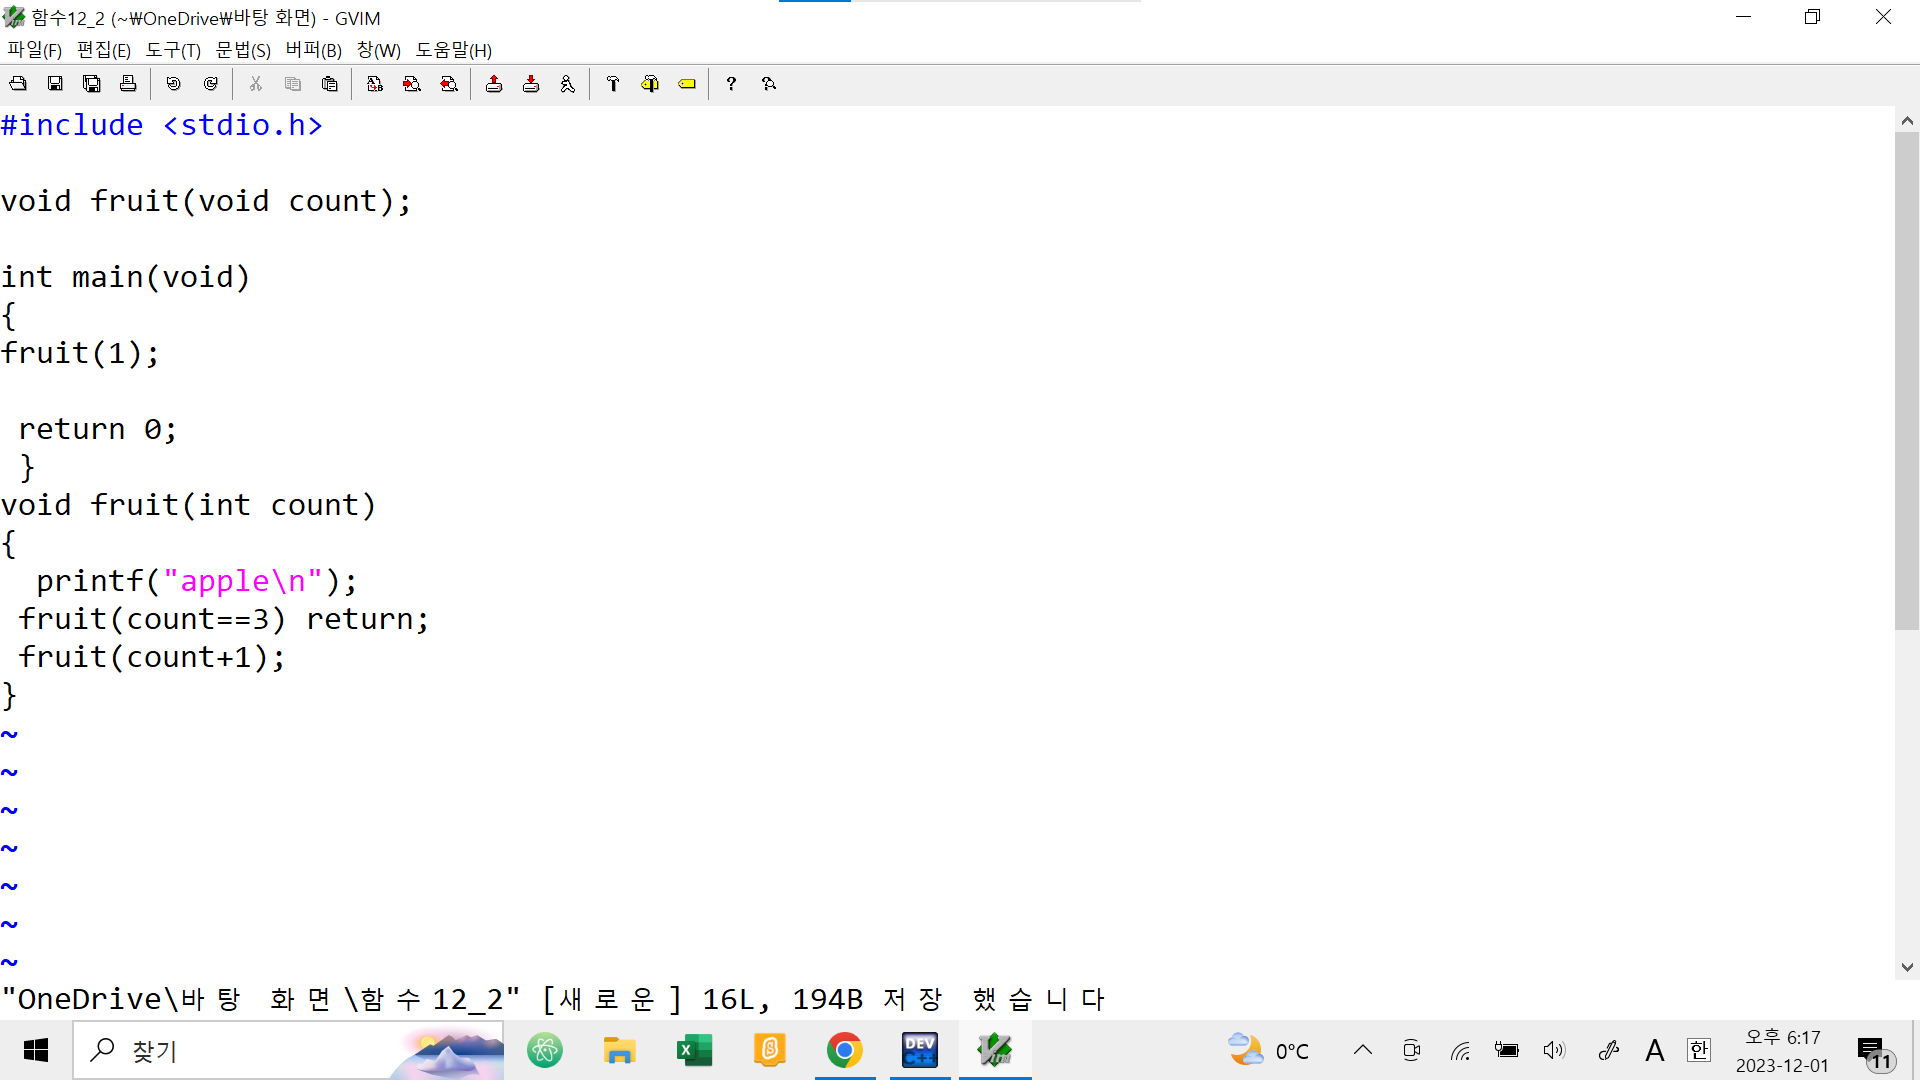 함수12_2 (~₩OneDrive₩바탕 화면) - GVIM
파일(F) 편집(E) 도구(T) 문법(S) 버퍼(B) 창(W) 도움말(H)
#include <stdio.h>
void fruit(void count);
int main(void)
{
fruit(1);
return 0;
}
void fruit(int count)
{
printf("apple\n");
fruit(count==3) return;
fruit(count+1);
}
~
~
~
~
~
~
~
"OneDrive\바탕 화면\함수12_2" [새로운] 16L, 194B 저장 했습니다
찾기
DEV C++
0°C
A
한
오후 6:17
2023-12-01
11